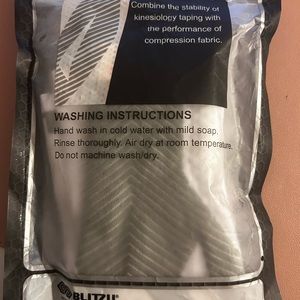 Combine the stability of
kinesiology taping with
the performance of
compression fabric.
WASHING INSTRUCTIONS
Hand wash in cold water with mild soap.
Rinse thoroughly. Air dry at room temperature.
Do not machine wash/dry.
BLITZU